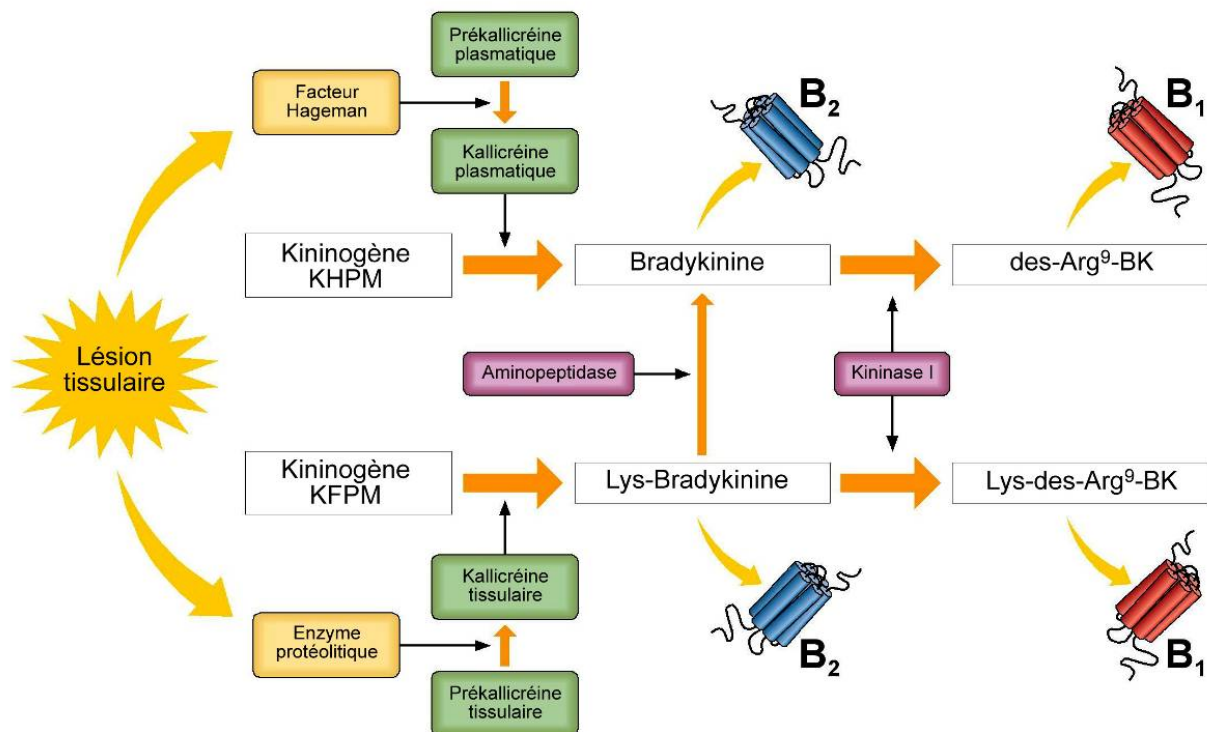 Prékallicréine
plasmatique
Facteur
Hageman
B₂
B₁
Kallicréine
plasmatique
Kininogène
KHPM
Bradykinine
des-Arg⁹-BK
Lésion
tissulaire
Aminopeptidase
Kininase I
Kininogène
KFPM
Lys-Bradykinine
Lys-des-Arg⁹-BK
Kallicréine
tissulaire
Enzyme
protéolitique
B₂
B₁
Prékallicréine
tissulaire